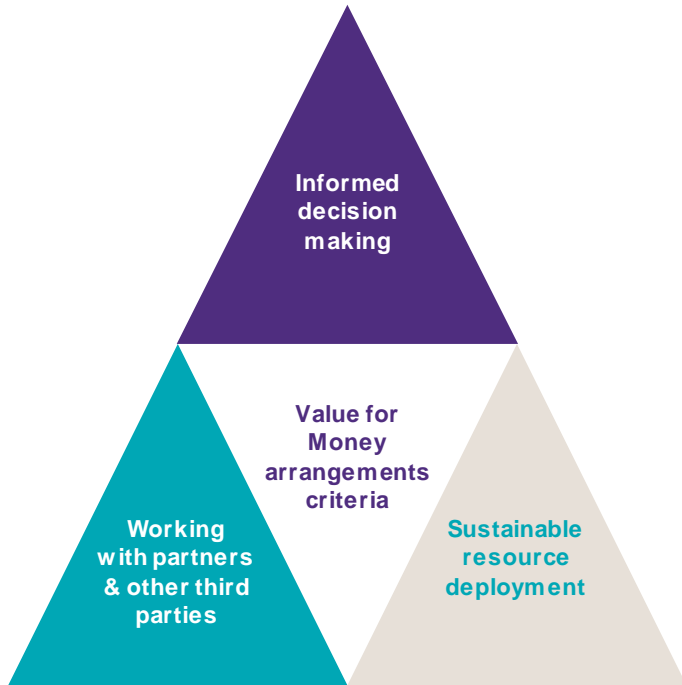 Informed
decision
making
Value for
Money
arrangements
criteria
Working
with partners
& other third
parties
Sustainable
resource
deployment